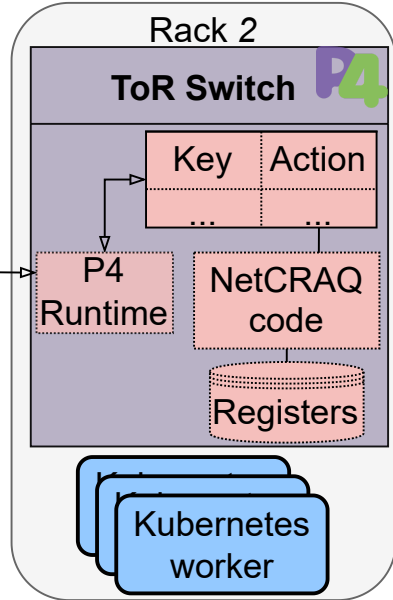 Rack 2
ToR Switch P4
Key Action
... ...
P4
Runtime
NetCRAQ
code
Registers
Kubernetes
worker